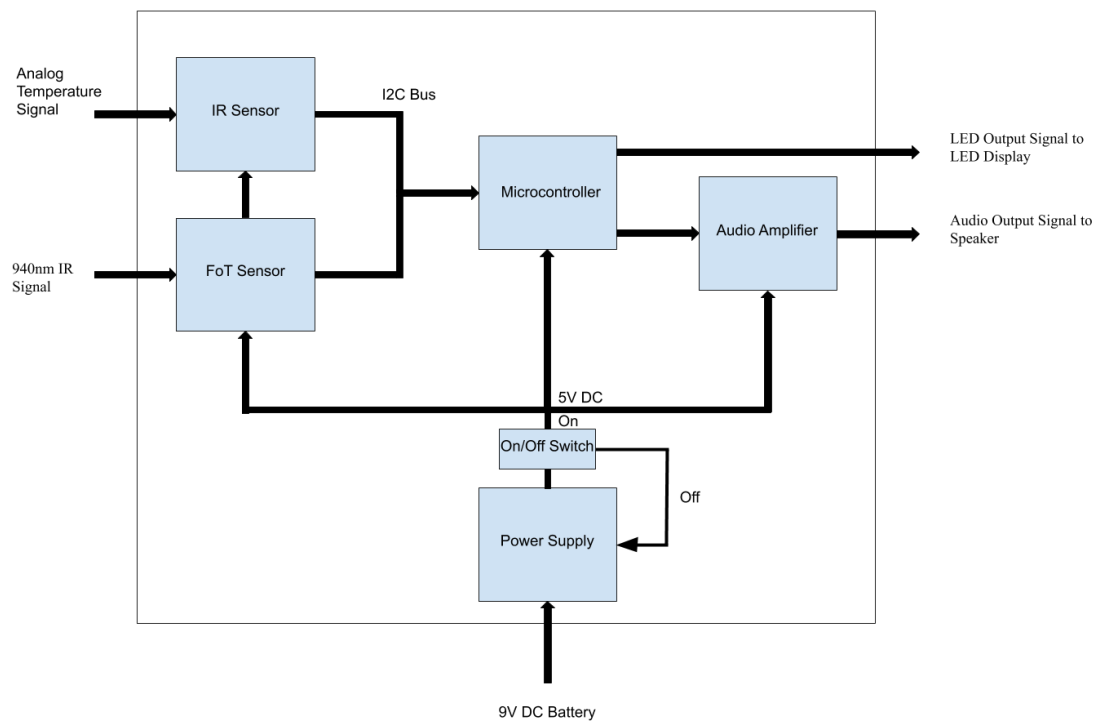 Analog
Temperature
Signal
IR Sensor
I2C Bus
LED Output Signal to
LED Display
Microcontroller
Audio Amplifier
Audio Output Signal to
Speaker
940nm IR
Signal
FoT Sensor
5V DC
On
On/Off Switch
Off
Power Supply
9V DC Battery